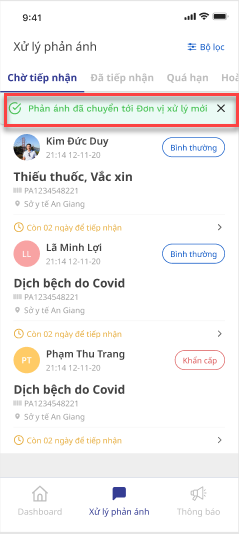 9:41
Xử lý phản ánh
Bộ lọc
Chờ tiếp nhận Đã tiếp nhận Quá hạn Hoà
Phản ánh đã chuyển tới Đơn vị xử lý mới
Kim Đức Duy
21:14 12-11-20
Bình thường
Thiếu thuốc, Vắc xin
PA1234548221
Sở y tế An Giang
Còn 02 ngày để tiếp nhận
LL
Lã Minh Lợi
21:14 12-11-20
Bình thường
Dịch bệch do Covid
PA1234548221
Sở y tế An Giang
Còn 02 ngày để tiếp nhận
PT
Phạm Thu Trang
21:14 12-11-20
Khẩn cấp
Dịch bệch do Covid
PA1234548221
Sở y tế An Giang
Còn 02 ngày để tiếp nhận
Dashboard
Xử lý phản ánh
Thông báo